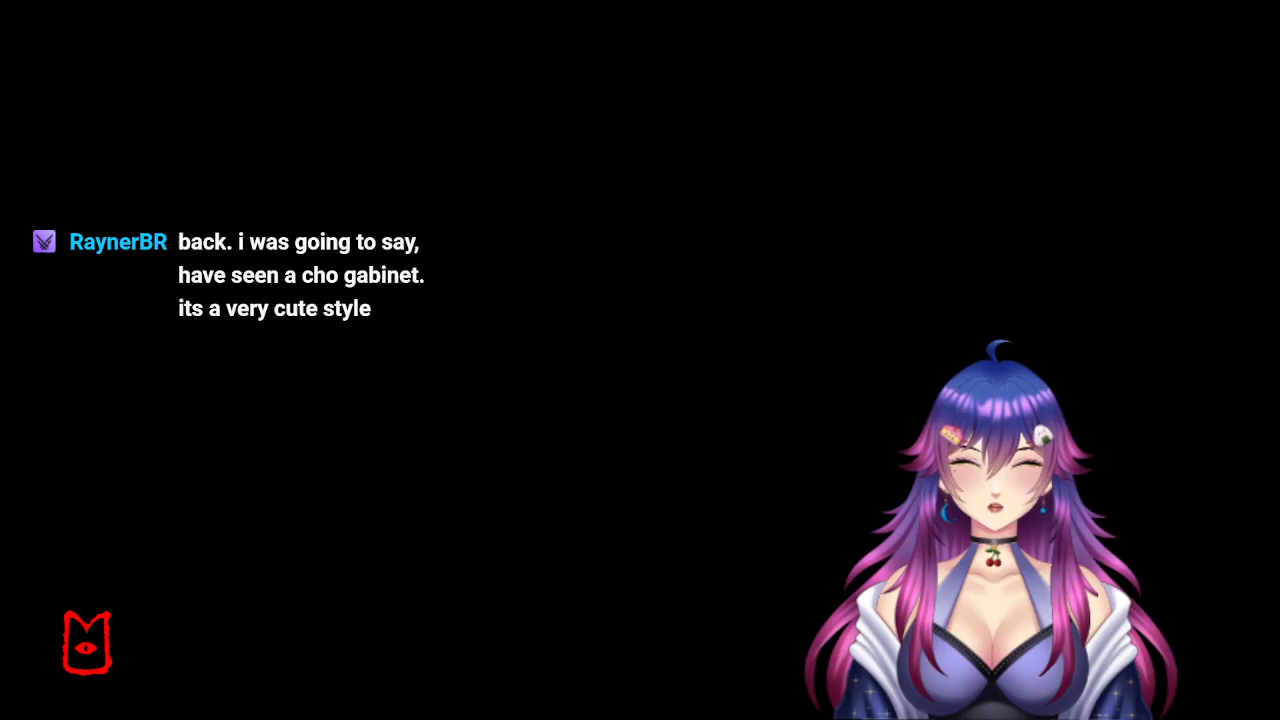 RaynerBR back. i was going to say,
have seen a cho gabinet.
its a very cute style